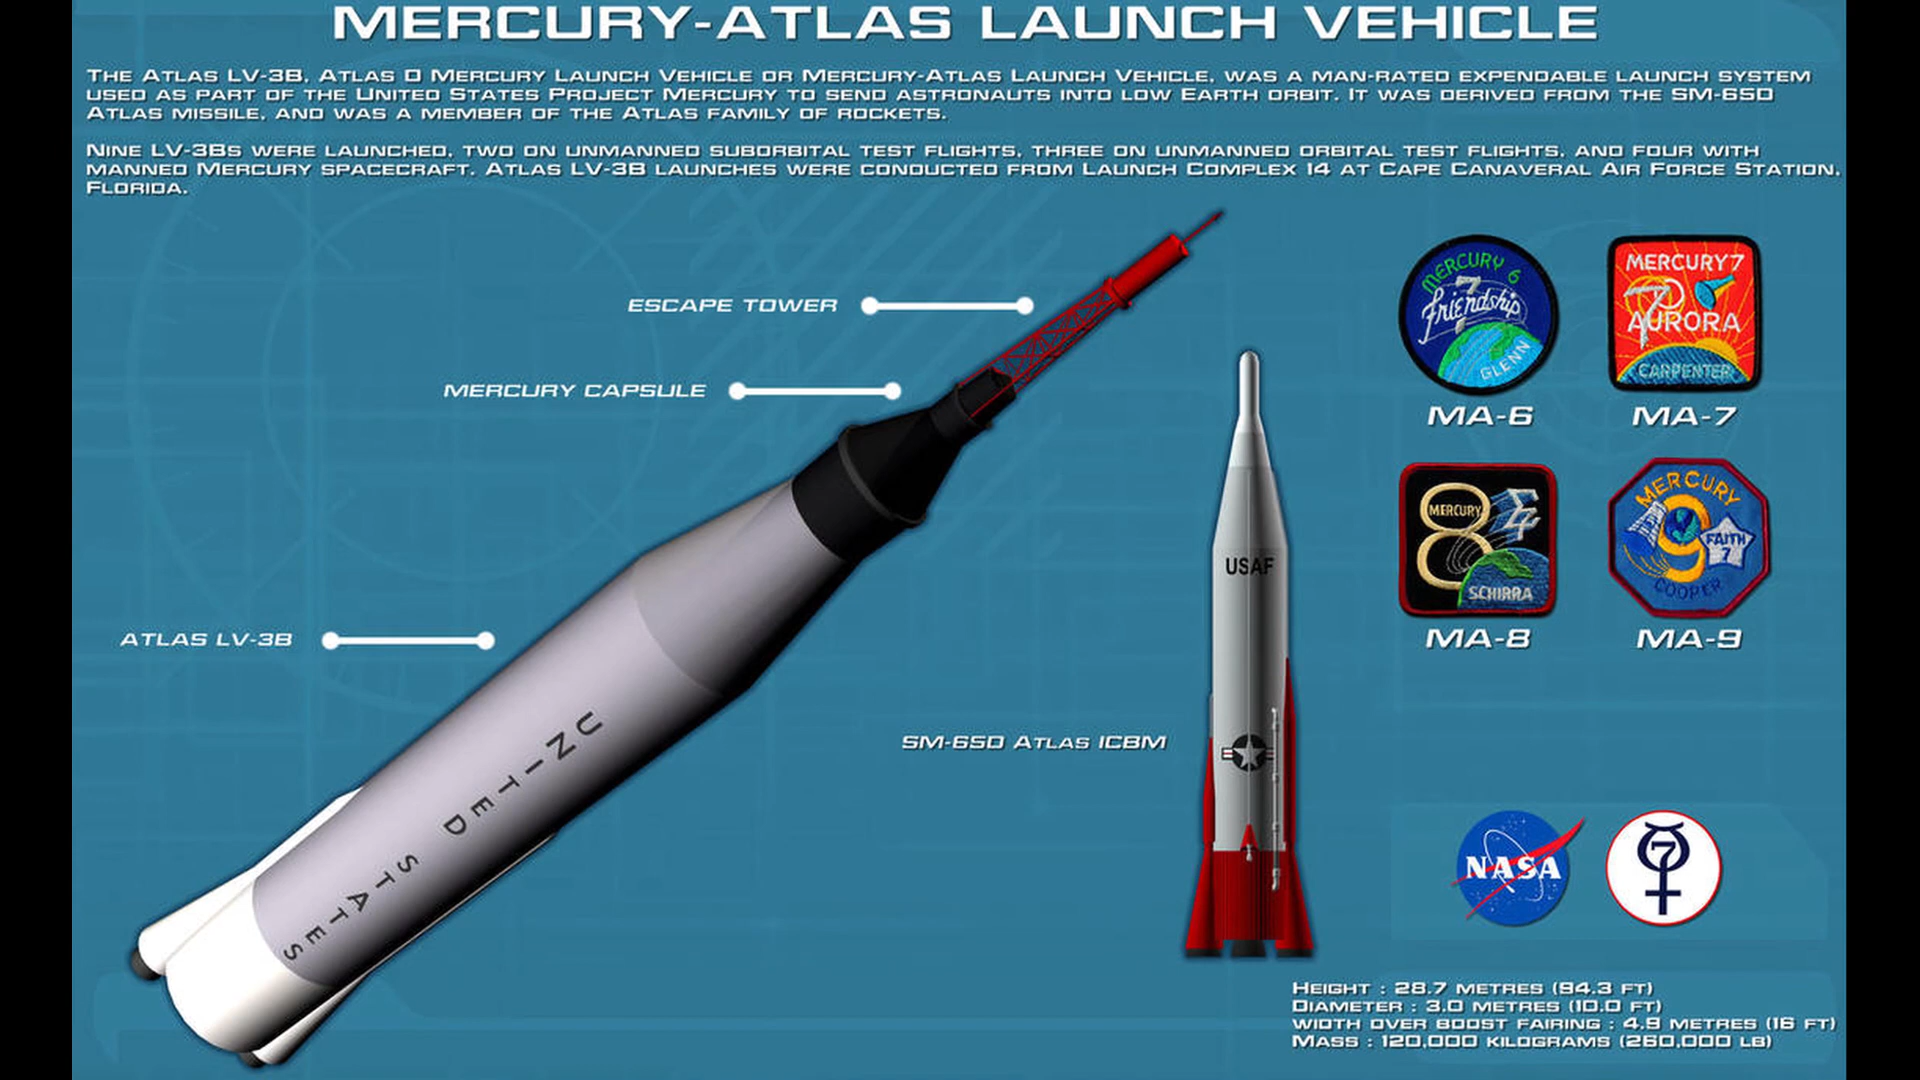 MERCURY-ATLAS LAUNCH VEHICLE
THE ATLAS LV-3B, ATLAS D MERCURY LAUNCH VEHICLE OR MERCURY-ATLAS LAUNCH VEHICLE, WAS A MAN-RATED EXPENDABLE LAUNCH SYSTEM
USED AS PART OF THE UNITED STATES PROJECT MERCURY TO SEND ASTRONAUTS INTO LOW EARTH ORBIT. IT WAS DERIVED FROM THE SM-65D
ATLAS MISSILE, AND WAS A MEMBER OF THE ATLAS FAMILY OF ROCKETS.
NINE LV-3BS WERE LAUNCHED, TWO ON UNMANNED SUBORBITAL TEST FLIGHTS, THREE ON UNMANNED ORBITAL TEST FLIGHTS, AND FOUR WITH
MANNED MERCURY SPACECRAFT. ATLAS LV-3B LAUNCHES WERE CONDUCTED FROM LAUNCH COMPLEX 14 AT CAPE CANAVERAL AIR FORCE STATION,
FLORIDA.
ESCAPE TOWER
MERCURY CAPSULE
ATLAS LV-3B
UNITED STATES
SM-65D ATLAS ICBM
USAF
MERCURY 6
7
Friendship
GLENN
MA-6
MERCURY 7
7
AURORA
CARPENTER
MA-7
MERCURY
8
Σ
7
SCHIRRA
MA-8
MERCURY
9
FAITH
7
COOPER
MA-9
NASA
7
HEIGHT : 28.7 METRES (94.3 FT)
DIAMETER : 3.0 METRES (10.0 FT)
WIDTH OVER BOOST FAIRING : 4.9 METRES (16 FT)
MASS : 120,000 KILOGRAMS (260,000 LB)